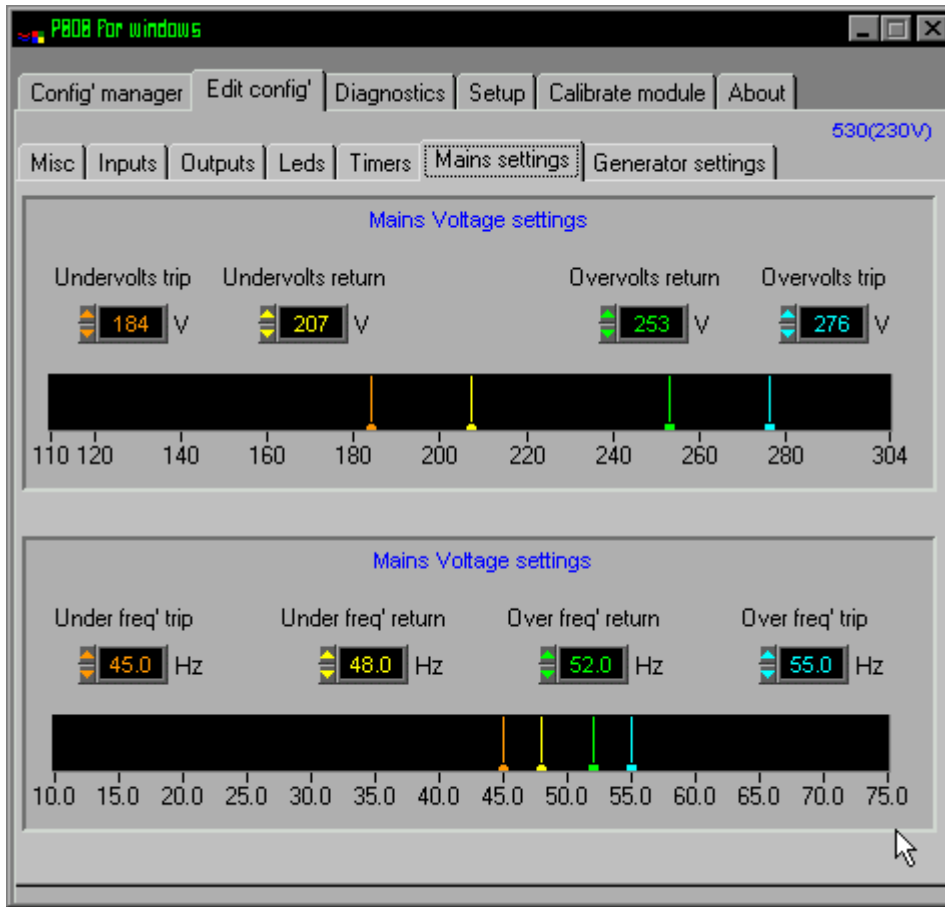 P808 For windows
Config' manager Edit config' Diagnostics Setup Calibrate module About
530(230V)
Misc Inputs Outputs Leds Timers Mains settings Generator settings
Mains Voltage settings
Undervolts trip Undervolts return Overvolts return Overvolts trip
184 V 207 V 253 V 276 V
110 120 140 160 180 200 220 240 260 280 304
Mains Voltage settings
Under freq' trip Under freq' return Over freq' return Over freq' trip
45.0 Hz 48.0 Hz 52.0 Hz 55.0 Hz
10.0 15.0 20.0 25.0 30.0 35.0 40.0 45.0 50.0 55.0 60.0 65.0 70.0 75.0